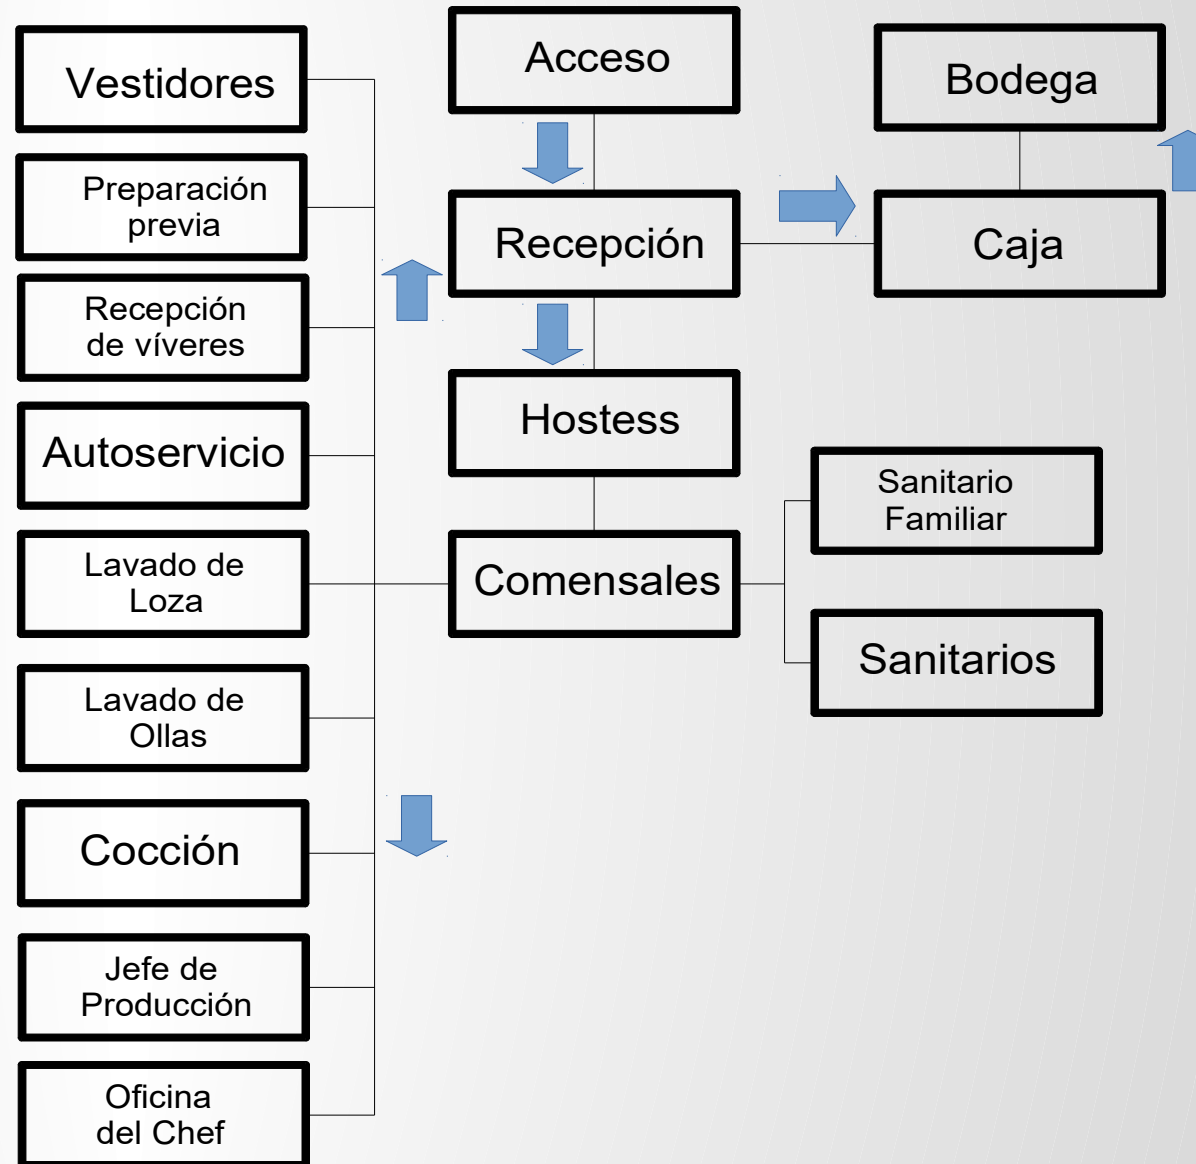 Vestidores
Preparación
previa
Recepción
de víveres
Autoservicio
Lavado de
Loza
Lavado de
Ollas
Cocción
Jefe de
Producción
Oficina
del Chef
Acceso
Recepción
Hostess
Comensales
Bodega
Caja
Sanitario
Familiar
Sanitarios